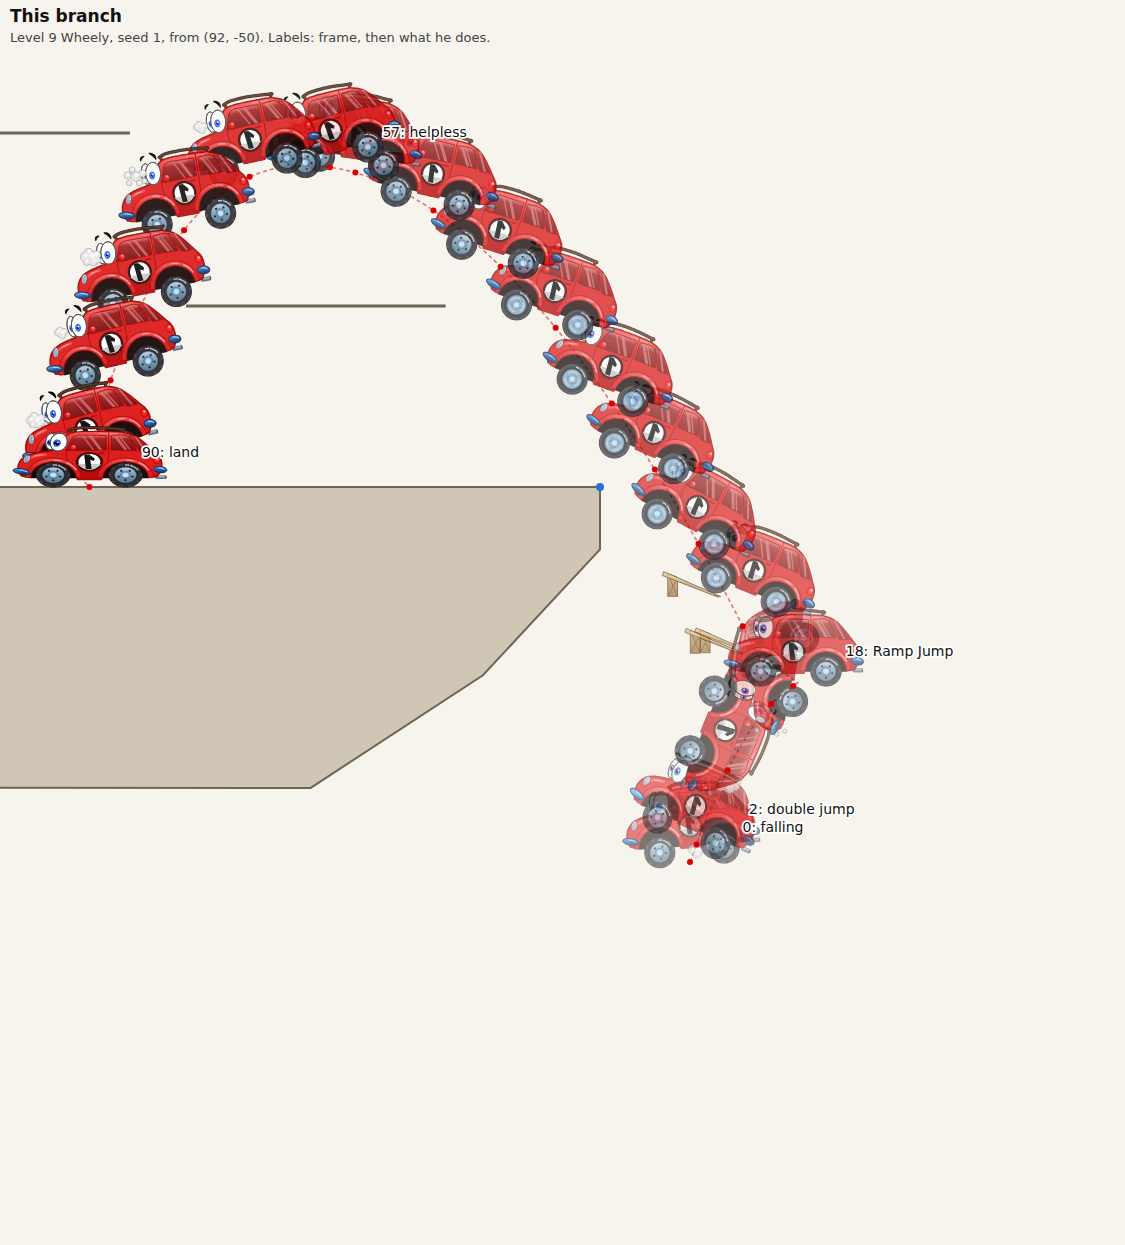 This branch
Level 9 Wheely, seed 1, from (92, -50). Labels: frame, then what he does.
57: helpless
90: land
18: Ramp Jump
2: double jump
0: falling